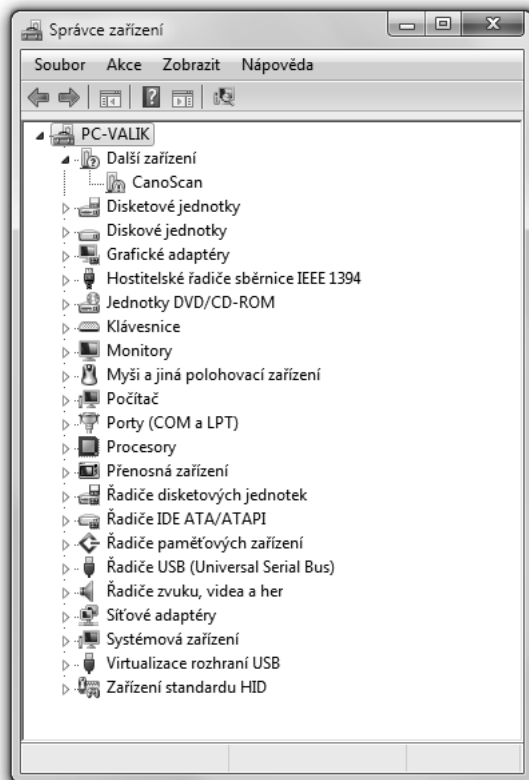 Správce zařízení
Soubor Akce Zobrazit Nápověda
PC-VALIK
Další zařízení
CanoScan
Disketové jednotky
Diskové jednotky
Grafické adaptéry
Hostitelské řadiče sběrnice IEEE 1394
Jednotky DVD/CD-ROM
Klávesnice
Monitory
Myši a jiná polohovací zařízení
Počítač
Porty (COM a LPT)
Procesory
Přenosná zařízení
Řadiče disketových jednotek
Řadiče IDE ATA/ATAPI
Řadiče paměťových zařízení
Řadiče USB (Universal Serial Bus)
Řadiče zvuku, videa a her
Síťové adaptéry
Systémová zařízení
Virtualizace rozhraní USB
Zařízení standardu HID